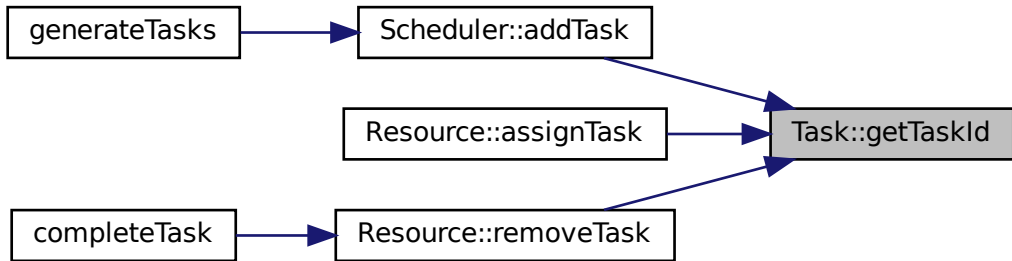 generateTasks
Scheduler::addTask
Resource::assignTask
Task::getTaskId
completeTask
Resource::removeTask